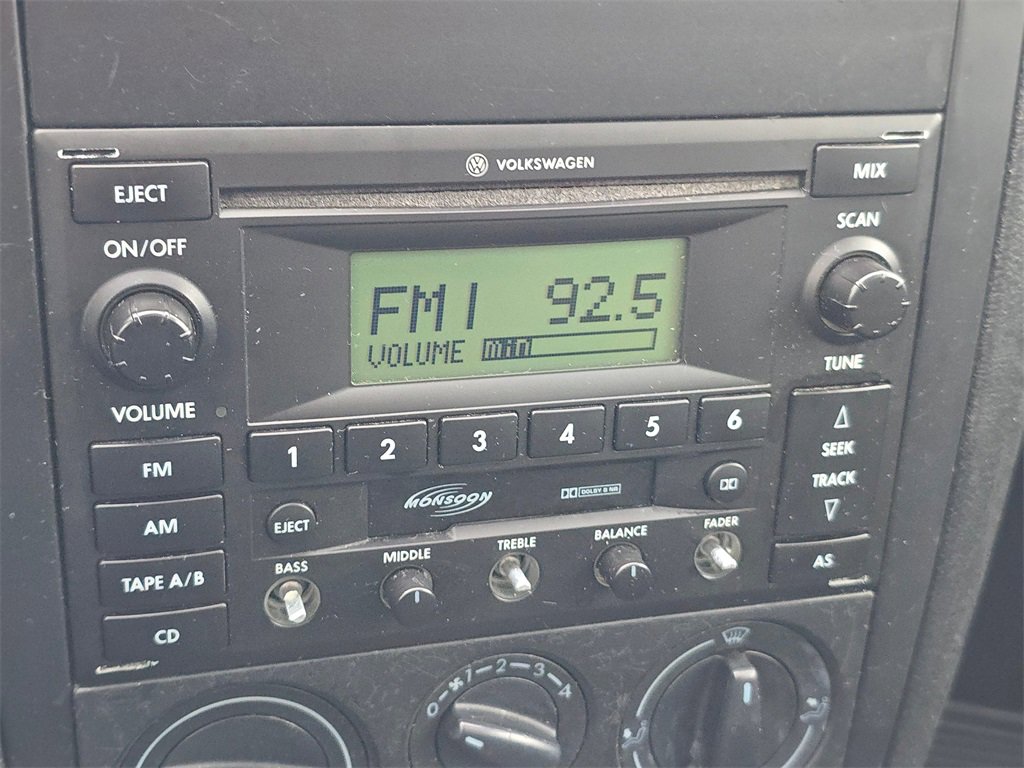 VOLKSWAGEN
EJECT
MIX
ON/OFF
SCAN
FM1 92.5
VOLUME min
TUNE
VOLUME
1 2 3 4 5 6
SEEK
TRACK
FM
AM
TAPE A/B
CD
EJECT
MONSOON
DOLBY B NR
AS
BASS MIDDLE TREBLE BALANCE FADER
0 1 2 3 4